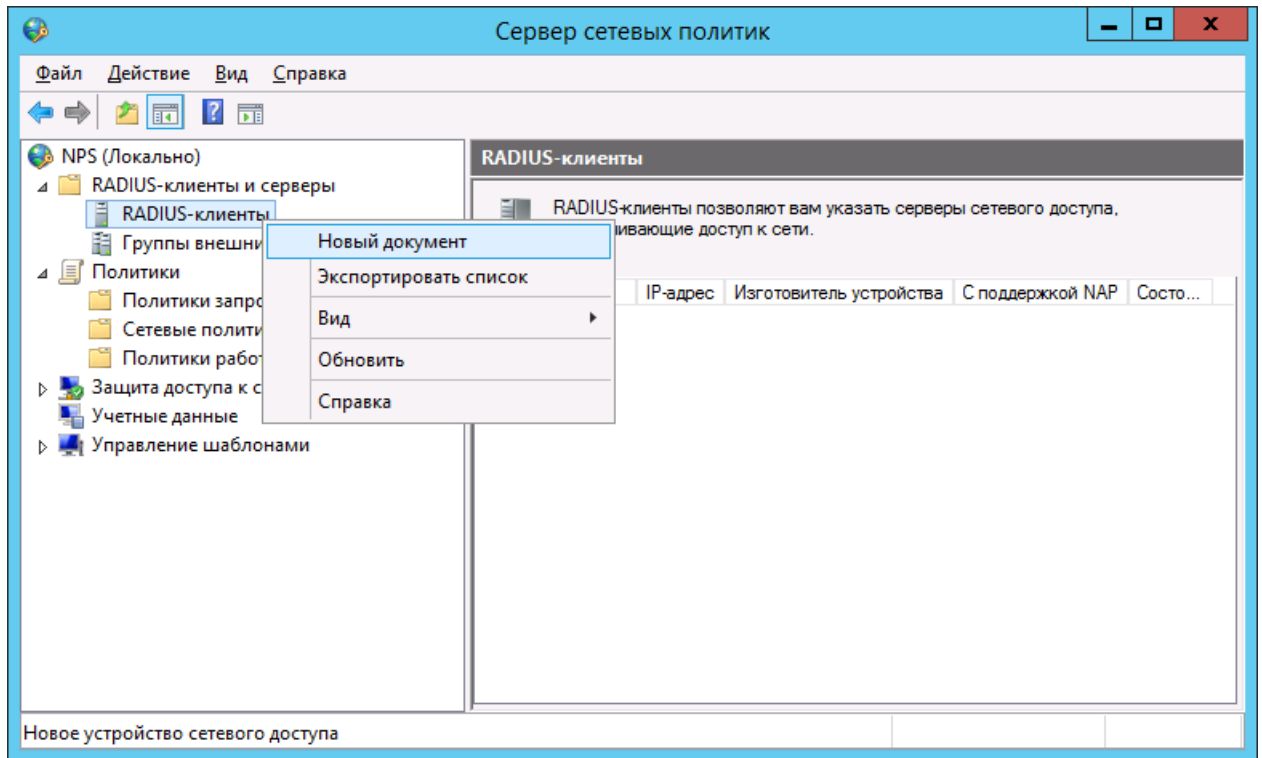 Сервер сетевых политик
Файл Действие Вид Справка
NPS (Локально)
RADIUS-клиенты и серверы
RADIUS-клиенты
Группы внешни
Политики
Политики запро
Сетевые полити
Политики работ
Защита доступа к с
Учетные данные
Управление шаблонами
Новый документ
Экспортировать список
Вид
Обновить
Справка
RADIUS-клиенты
RADIUS-клиенты позволяют вам указать серверы сетевого доступа,
ивающие доступ к сети.
IP-адрес Изготовитель устройства С поддержкой NAP Состо...
Новое устройство сетевого доступа